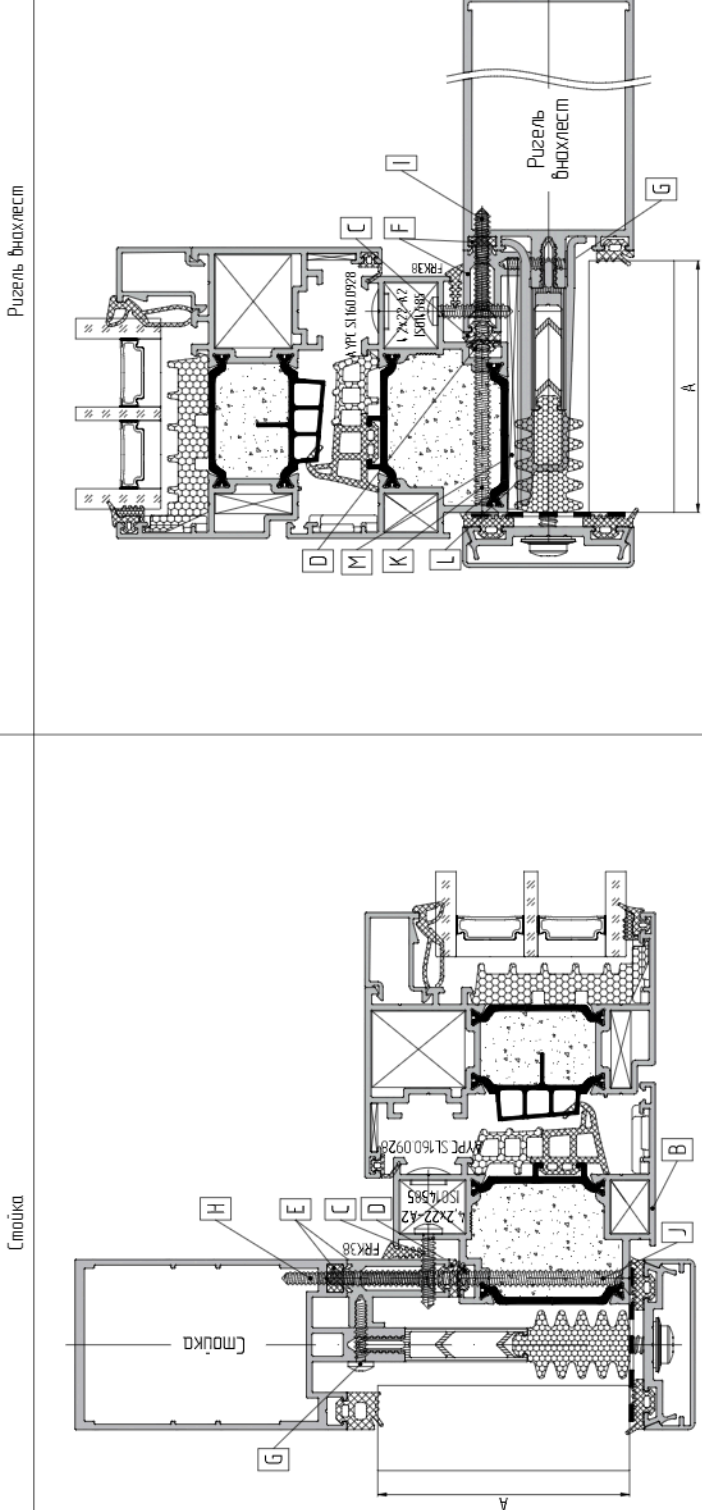 Ригель внахлест
I
C
F
FRK38
AYPC.SL160.0928
4,2x22-A2
ISO14585
Ригель
внахлест
G
A
D
M
K
L
Стойка
H
E
C
D
FRK38
ISO14585
4,2x22-A2
AYPC.SL160.0928
B
J
Стойка
G
A